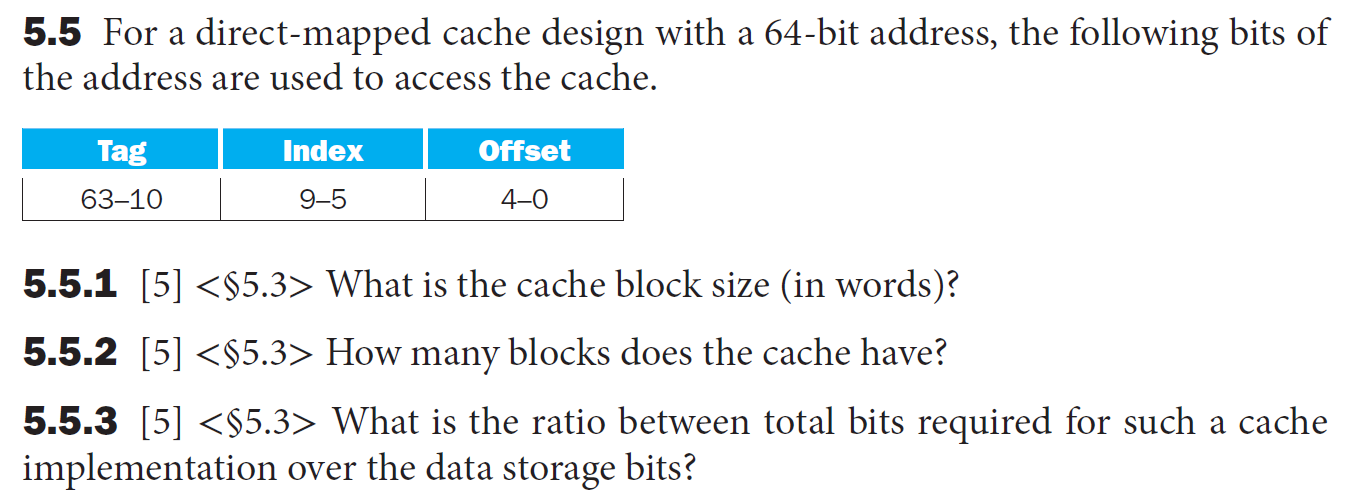 5.5 For a direct-mapped cache design with a 64-bit address, the following bits of
the address are used to access the cache.
Tag Index Offset
63–10 9–5 4–0
5.5.1 [5] <§5.3> What is the cache block size (in words)?
5.5.2 [5] <§5.3> How many blocks does the cache have?
5.5.3 [5] <§5.3> What is the ratio between total bits required for such a cache
implementation over the data storage bits?